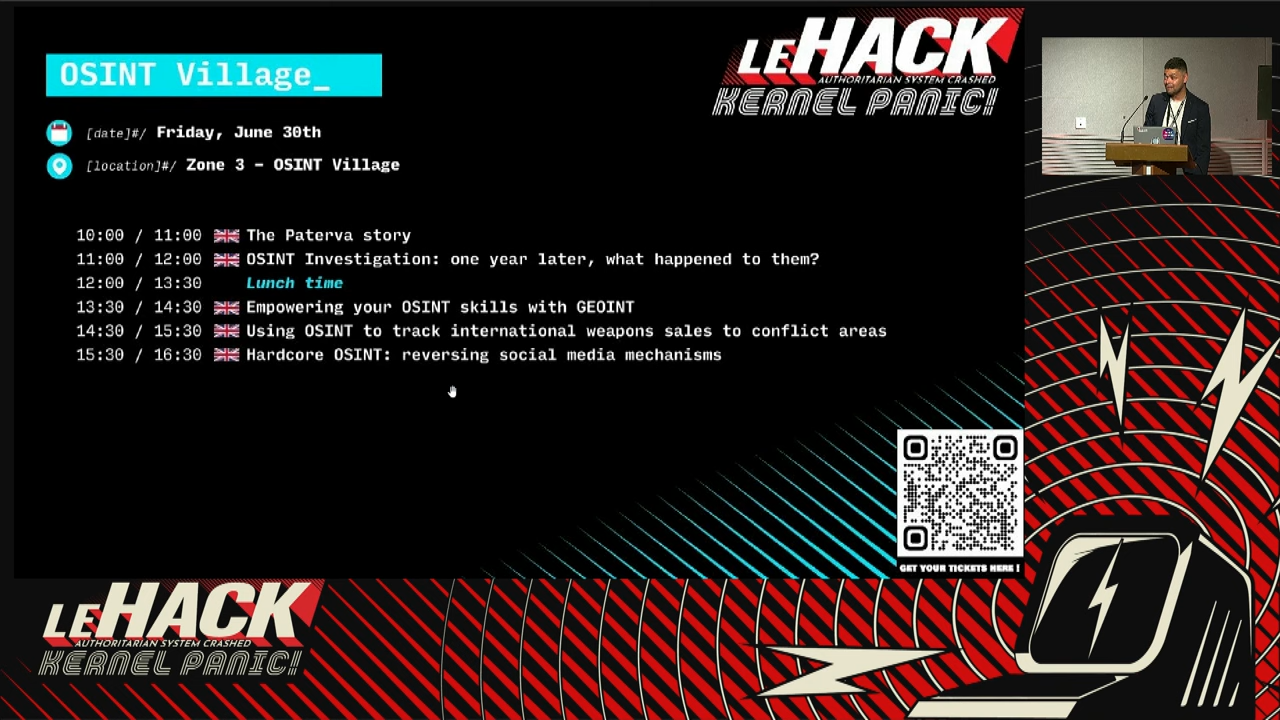 OSINT Village_
LEHACK
AUTHORITARIAN SYSTEM CRASHED
KERNEL PANIC!
[date]#/ Friday, June 30th
[location]#/ Zone 3 – OSINT Village
10:00 / 11:00 The Paterva story
11:00 / 12:00 OSINT Investigation: one year later, what happened to them?
12:00 / 13:30 Lunch time
13:30 / 14:30 Empowering your OSINT skills with GEOINT
14:30 / 15:30 Using OSINT to track international weapons sales to conflict areas
15:30 / 16:30 Hardcore OSINT: reversing social media mechanisms
GET YOUR TICKETS HERE !
LEHACK
AUTHORITARIAN SYSTEM CRASHED
KERNEL PANIC!